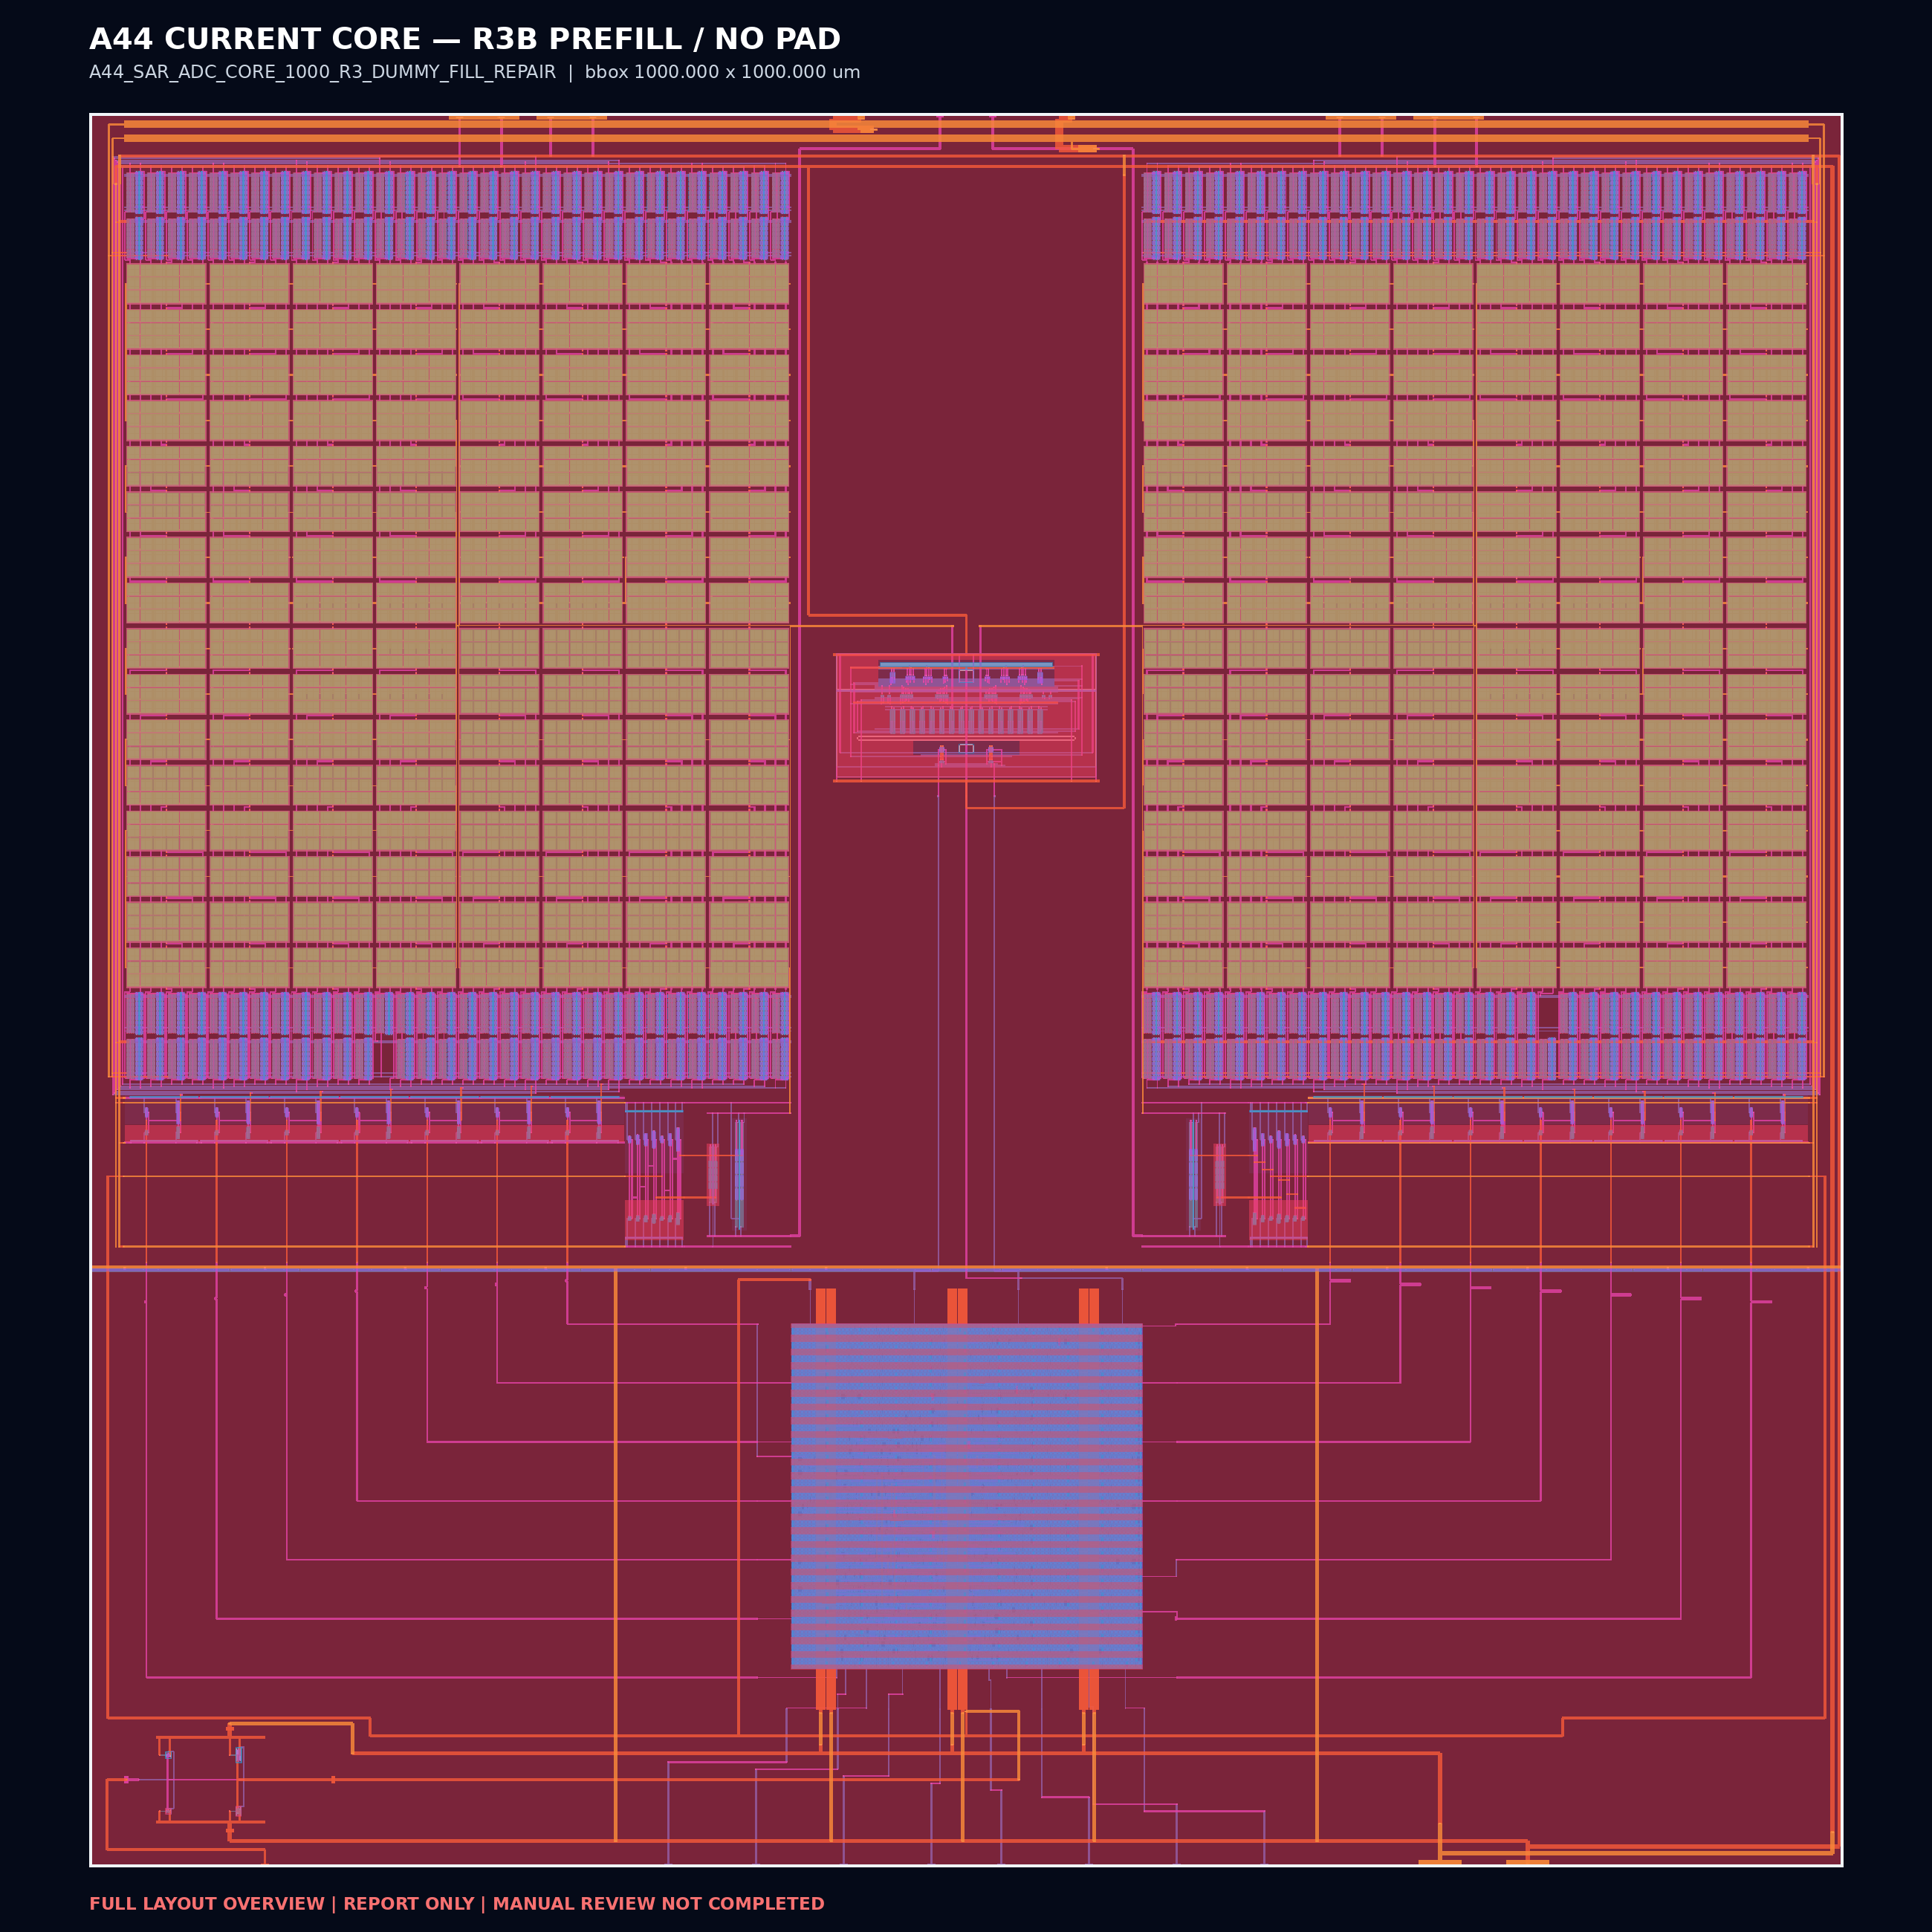 A44 CURRENT CORE — R3B PREFILL / NO PAD
A44_SAR_ADC_CORE_1000_R3_DUMMY_FILL_REPAIR | bbox 1000.000 x 1000.000 um
FULL LAYOUT OVERVIEW | REPORT ONLY | MANUAL REVIEW NOT COMPLETED